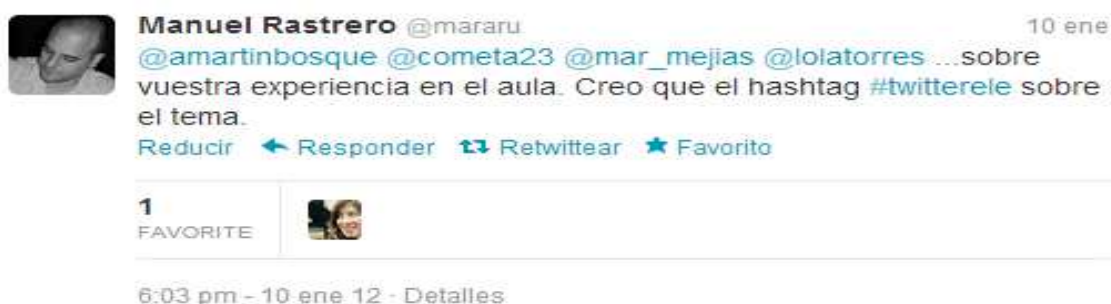 Manuel Rastrero @mararu 10 ene
@amartinbosque @cometa23 @mar_mejias @lolatorres ...sobre
vuestra experiencia en el aula. Creo que el hashtag #twitterele sobre
el tema.
Reducir Responder Retwittear Favorito
1
FAVORITE
6:03 pm - 10 ene 12 · Detalles